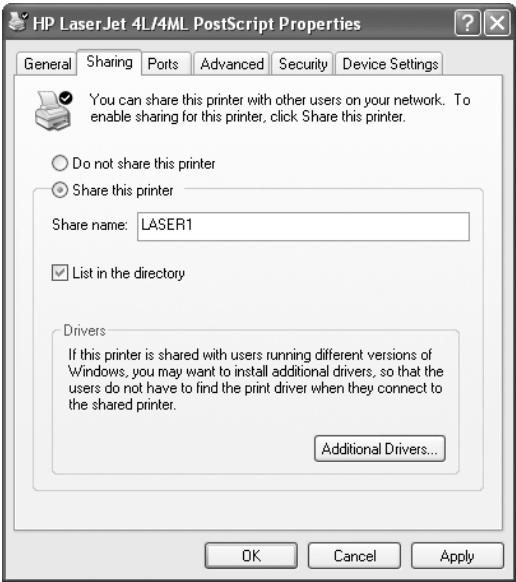 HP LaserJet 4L/4ML PostScript Properties
General Sharing Ports Advanced Security Device Settings
You can share this printer with other users on your network. To
enable sharing for this printer, click Share this printer.
Do not share this printer
Share this printer
Share name: LASER1
List in the directory
Drivers
If this printer is shared with users running different versions of
Windows, you may want to install additional drivers, so that the
users do not have to find the print driver when they connect to
the shared printer.
Additional Drivers...
OK Cancel Apply